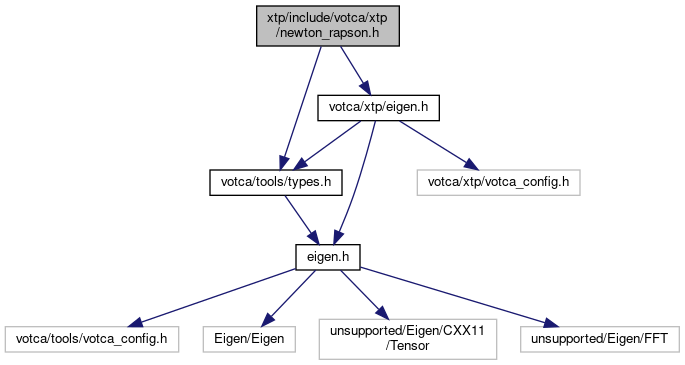 xtp/include/votca/xtp
/newton_rapson.h
votca/xtp/eigen.h
votca/tools/types.h
votca/xtp/votca_config.h
eigen.h
votca/tools/votca_config.h
Eigen/Eigen
unsupported/Eigen/CXX11
/Tensor
unsupported/Eigen/FFT